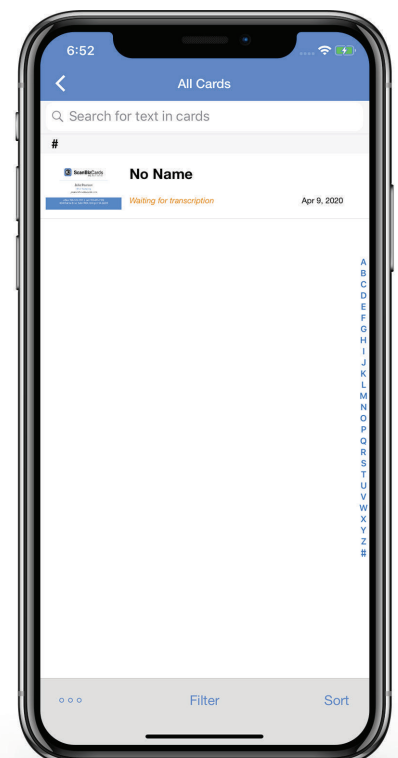 6:52
All Cards
Search for text in cards
#
ScanBizCards
No Name
Waiting for transcription
Apr 9, 2020
A
B
C
D
E
F
G
H
I
J
K
L
M
N
O
P
Q
R
S
T
U
V
W
X
Y
Z
#
Filter
Sort